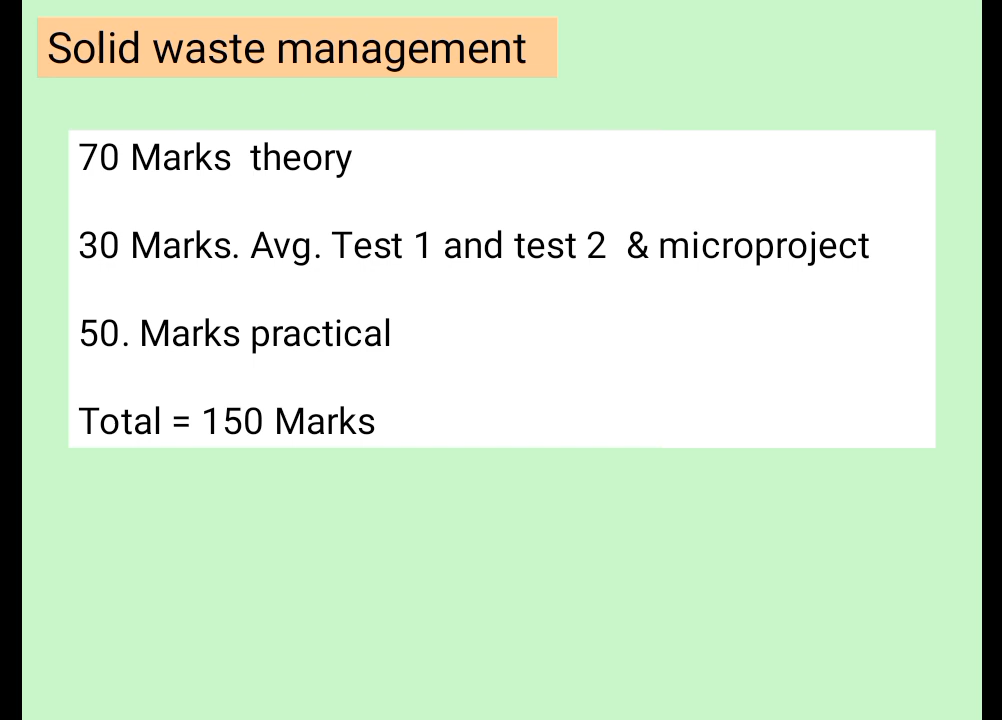 Solid waste management
70 Marks  theory
30 Marks. Avg. Test 1 and test 2  & microproject
50. Marks practical
Total = 150 Marks